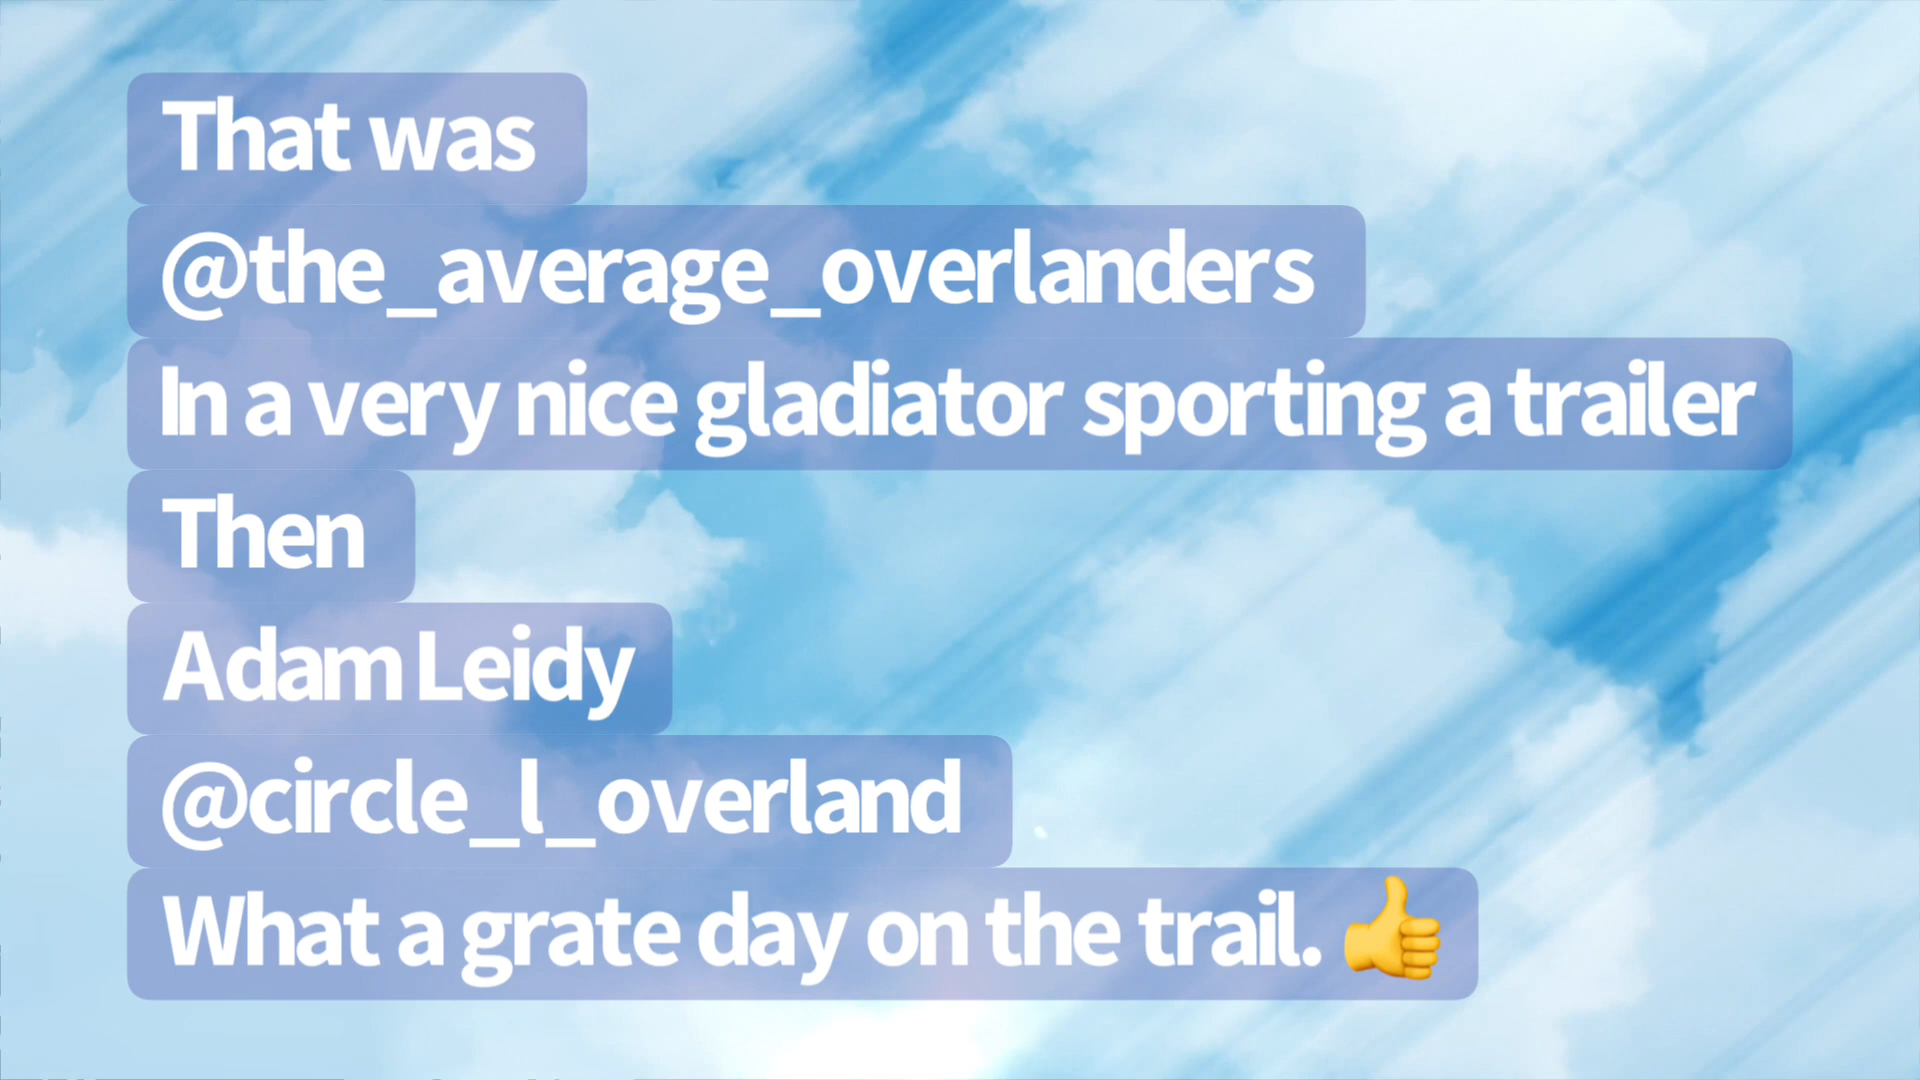 That was
@the_average_overlanders
In a very nice gladiator sporting a trailer
Then
Adam Leidy
@circle_l_overland
What a grate day on the trail. 👍